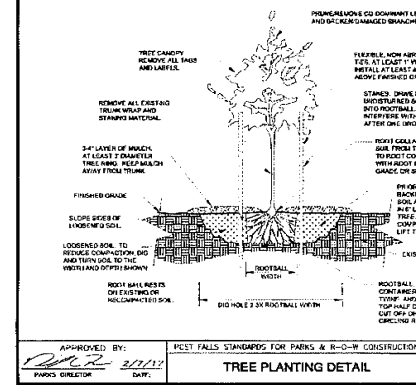 PRUNE/REMOVE CO DOMINANT L
AND BROKEN/DAMAGED BRANCH
TREE CANOPY
REMOVE ALL TAGS
AND LABELS.
FLEXIBLE, NON ABR
TIES. AT LEAST 1" W
INSTALL AT LEAST
ABOVE FINISHED
REMOVE ALL EXISTING
TRUNK WRAP AND
STAKING MATERIAL.
STAKES. DRIVE
UNDISTURBED
INTO ROOTBALL.
INTERFERE WITH
AFTER ONE GRO
3-4" LAYER OF MULCH.
AT LEAST 3' DIAMETER
TREE RING. KEEP MULCH
AWAY FROM TRUNK.
ROOT COLLA
SOIL FROM T
TO ROOT CO
WITH ROOT
GRADE OR
FINISHED GRADE
SLOPE SIDES OF
LOOSENED SOIL.
PRIOR
BACK
SOIL
TREE.
COMP
LIFT
LOOSENED SOIL. TO
REDUCE COMPACTION, DIG
AND TURN SOIL TO THE
WIDTH AND DEPTH SHOWN
EXIS
ROOTBALL
WIDTH
ROOT BALL RESTS
ON EXISTING OR
RECOMPACTED SOIL.
DIG HOLE 2-3X ROOTBALL WIDTH
ROOTBALL.
CONTAINER
TWINE AND
TOP HALF
CUT OFF OR
CIRCLING R
APPROVED BY:
2/7/17
PARKS DIRECTOR DATE:
POST FALLS STANDARDS FOR PARKS & R-O-W CONSTRUCTION
TREE PLANTING DETAIL